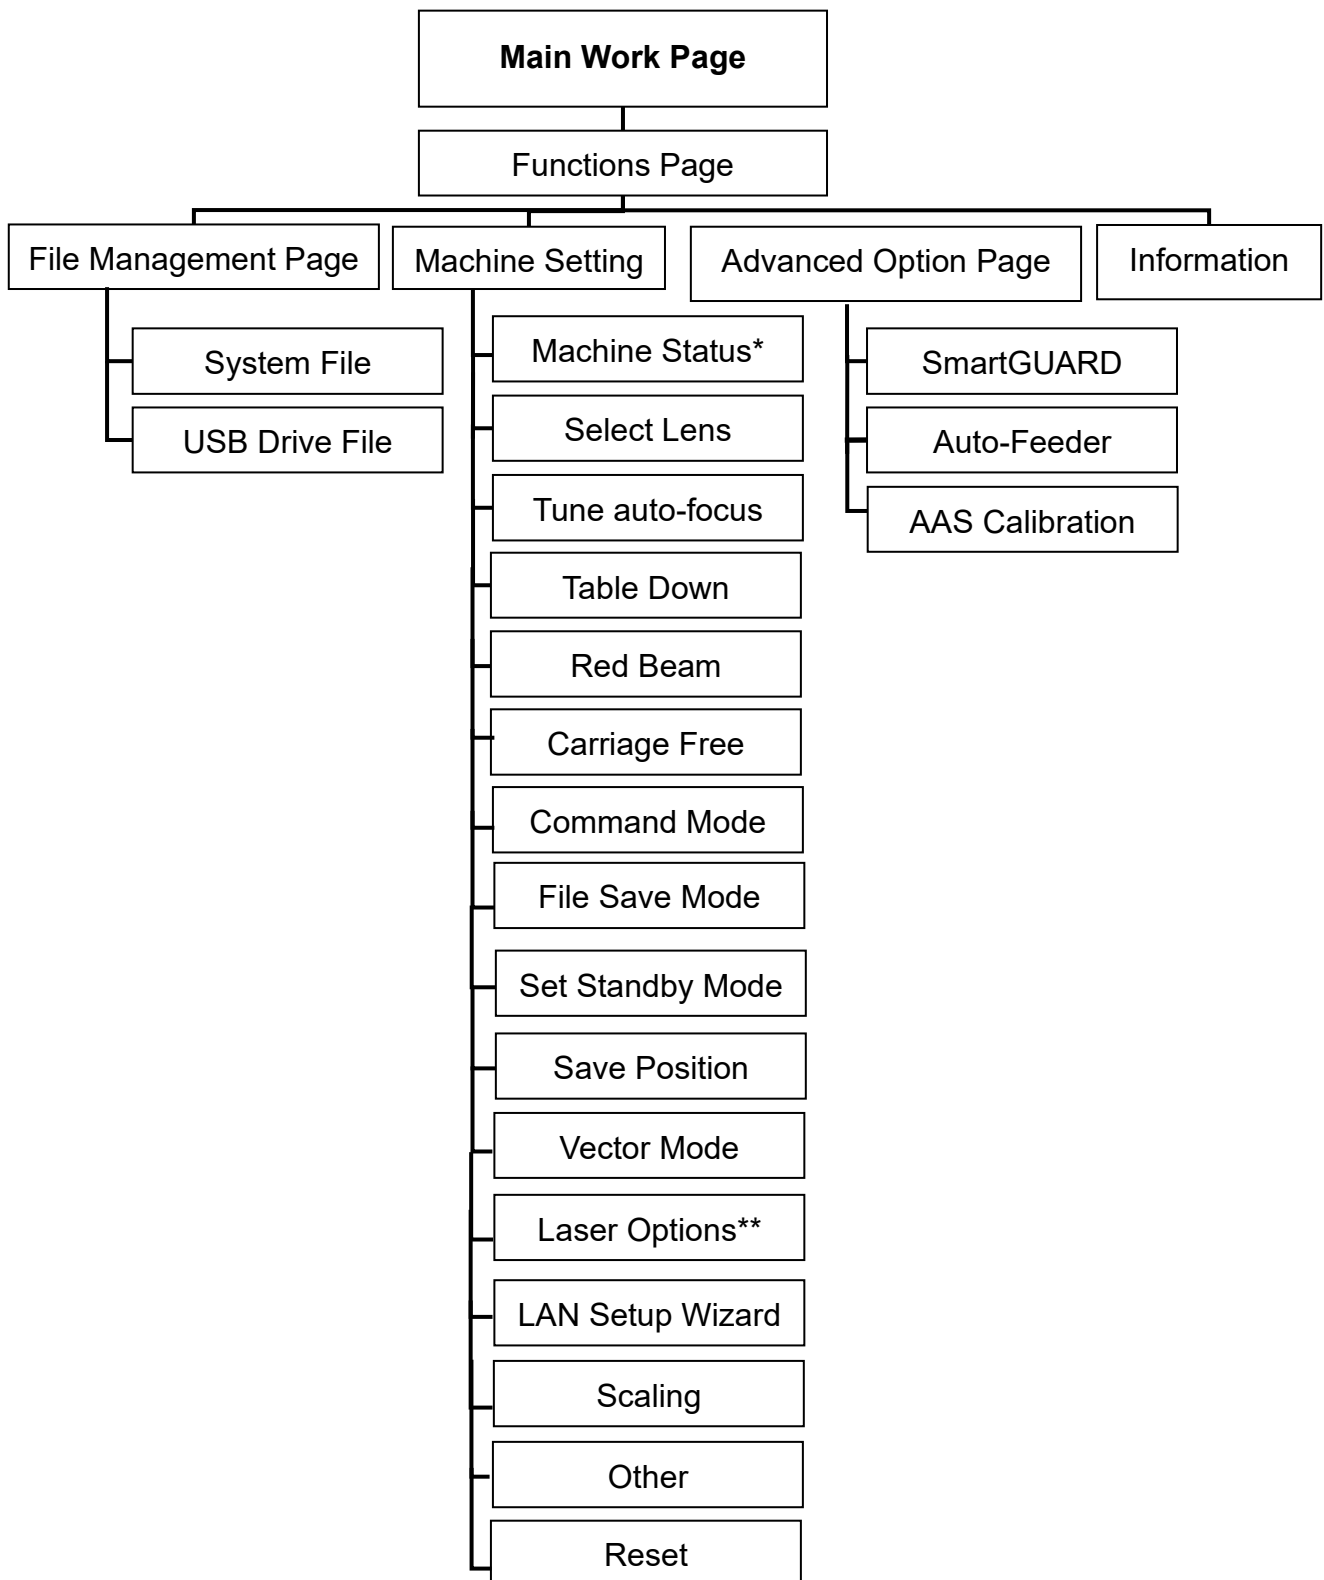 Main Work Page
Functions Page
File Management Page
Machine Setting
Advanced Option Page
Information
System File
USB Drive File
Machine Status*
Select Lens
Tune auto-focus
Table Down
Red Beam
Carriage Free
Command Mode
File Save Mode
Set Standby Mode
Save Position
Vector Mode
Laser Options**
LAN Setup Wizard
Scaling
Other
Reset
SmartGUARD
Auto-Feeder
AAS Calibration